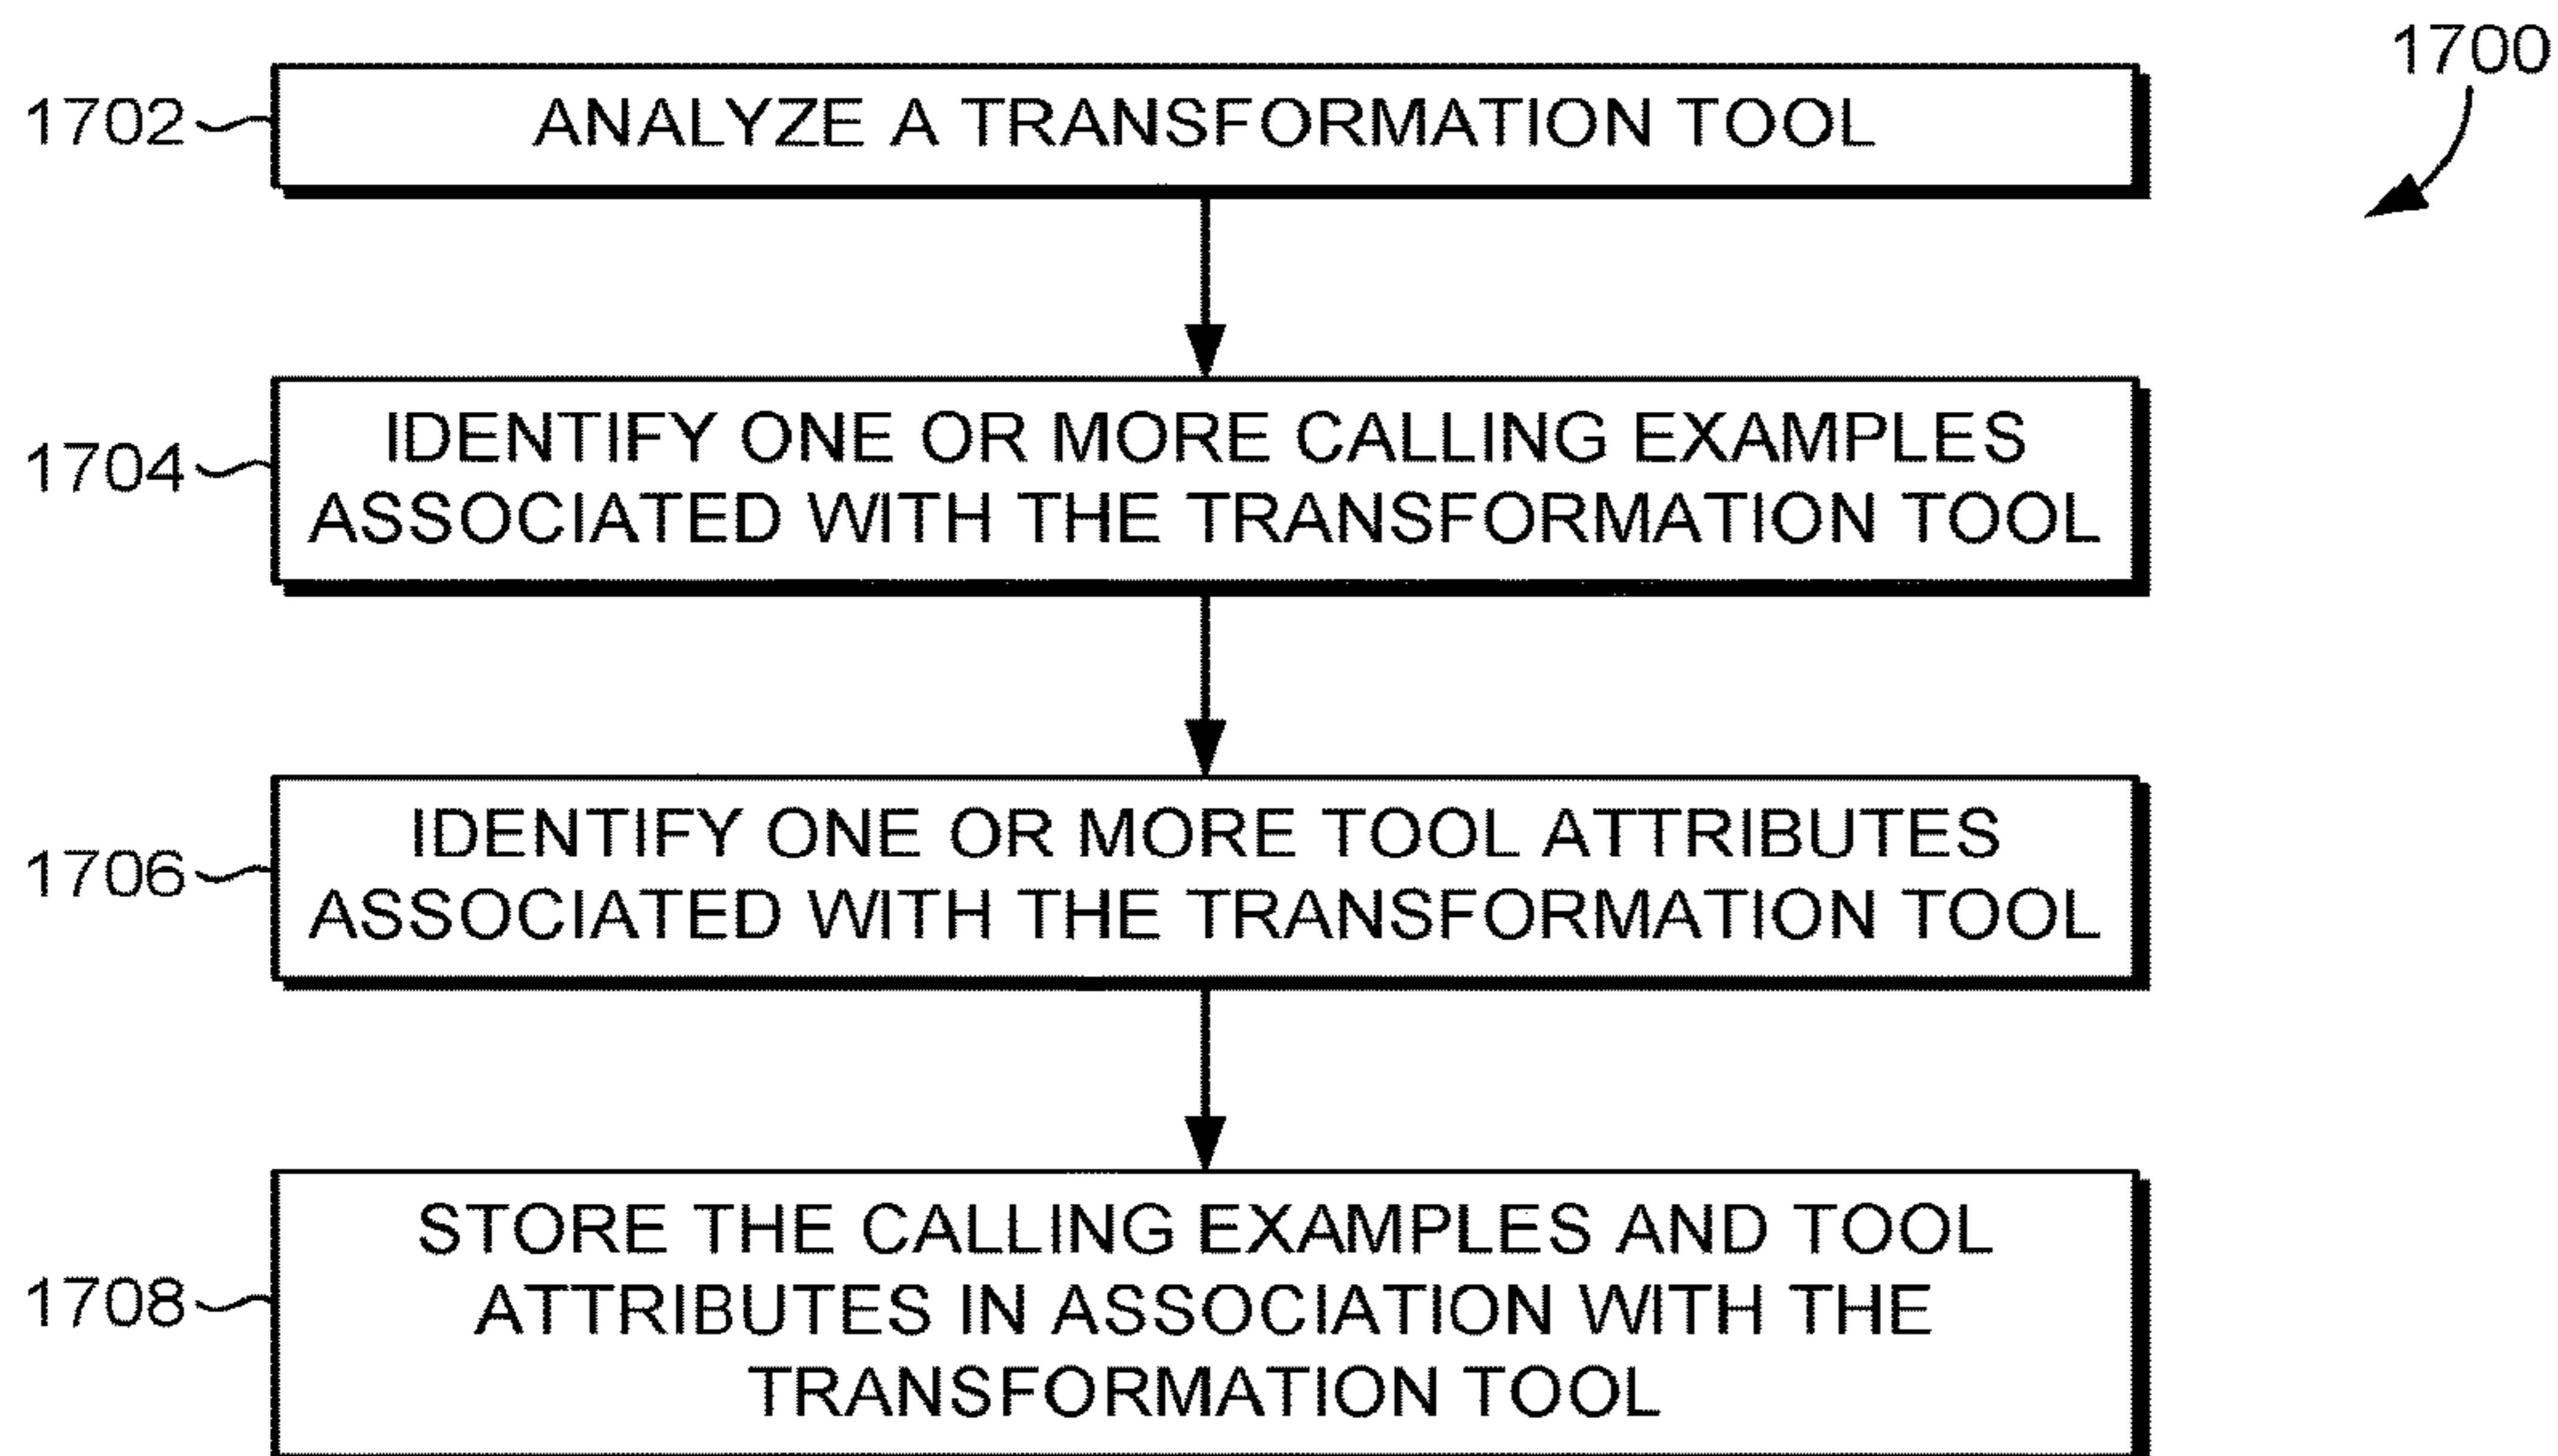 1700
1702
ANALYZE A TRANSFORMATION TOOL
1704
IDENTIFY ONE OR MORE CALLING EXAMPLES
ASSOCIATED WITH THE TRANSFORMATION TOOL
1706
IDENTIFY ONE OR MORE TOOL ATTRIBUTES
ASSOCIATED WITH THE TRANSFORMATION TOOL
1708
STORE THE CALLING EXAMPLES AND TOOL
ATTRIBUTES IN ASSOCIATION WITH THE
TRANSFORMATION TOOL